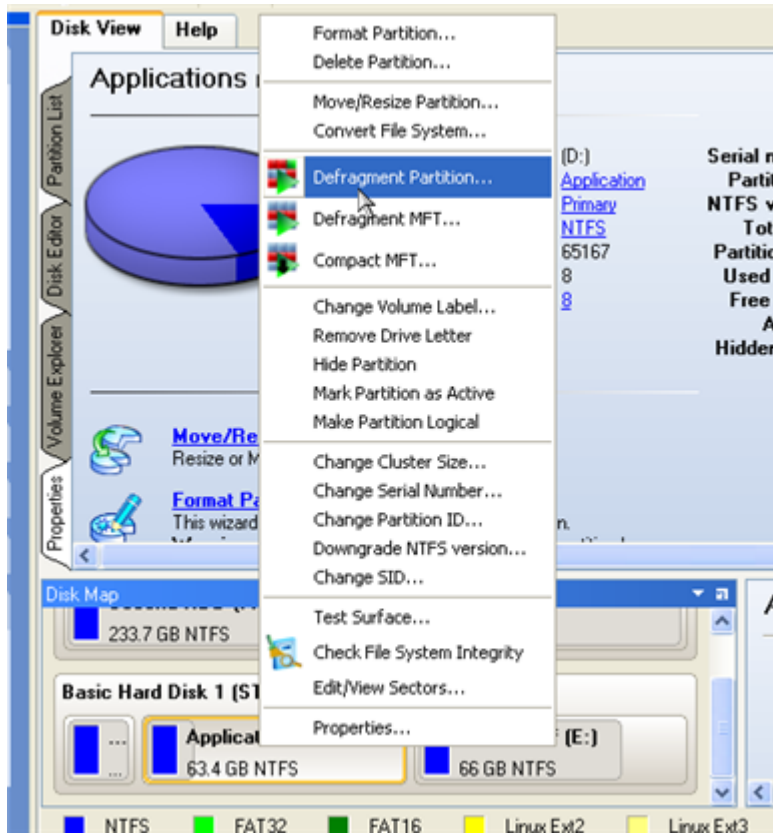 Disk View Help
Applications
Partition List
Disk Editor
Volume Explorer
Properties
Format Partition...
Delete Partition...
Move/Resize Partition...
Convert File System...
Defragment Partition...
Defragment MFT...
Compact MFT...
Change Volume Label...
Remove Drive Letter
Hide Partition
Mark Partition as Active
Make Partition Logical
Change Cluster Size...
Change Serial Number...
Change Partition ID...
Downgrade NTFS version...
Change SID...
Test Surface...
Check File System Integrity
Edit/View Sectors...
Properties...
(D:) Serial
Application
Primary NTFS
NTFS
65167
8 Used
8 Free
Move/Re
Resize or M
Format Pa
This wizard
Disk Map
233.7 GB NTFS
Basic Hard Disk 1 (ST
... Applicat (E:)
... 63.4 GB NTFS 66 GB NTFS
NTFS FAT32 FAT16 Linux Ext2 Linux Ext3